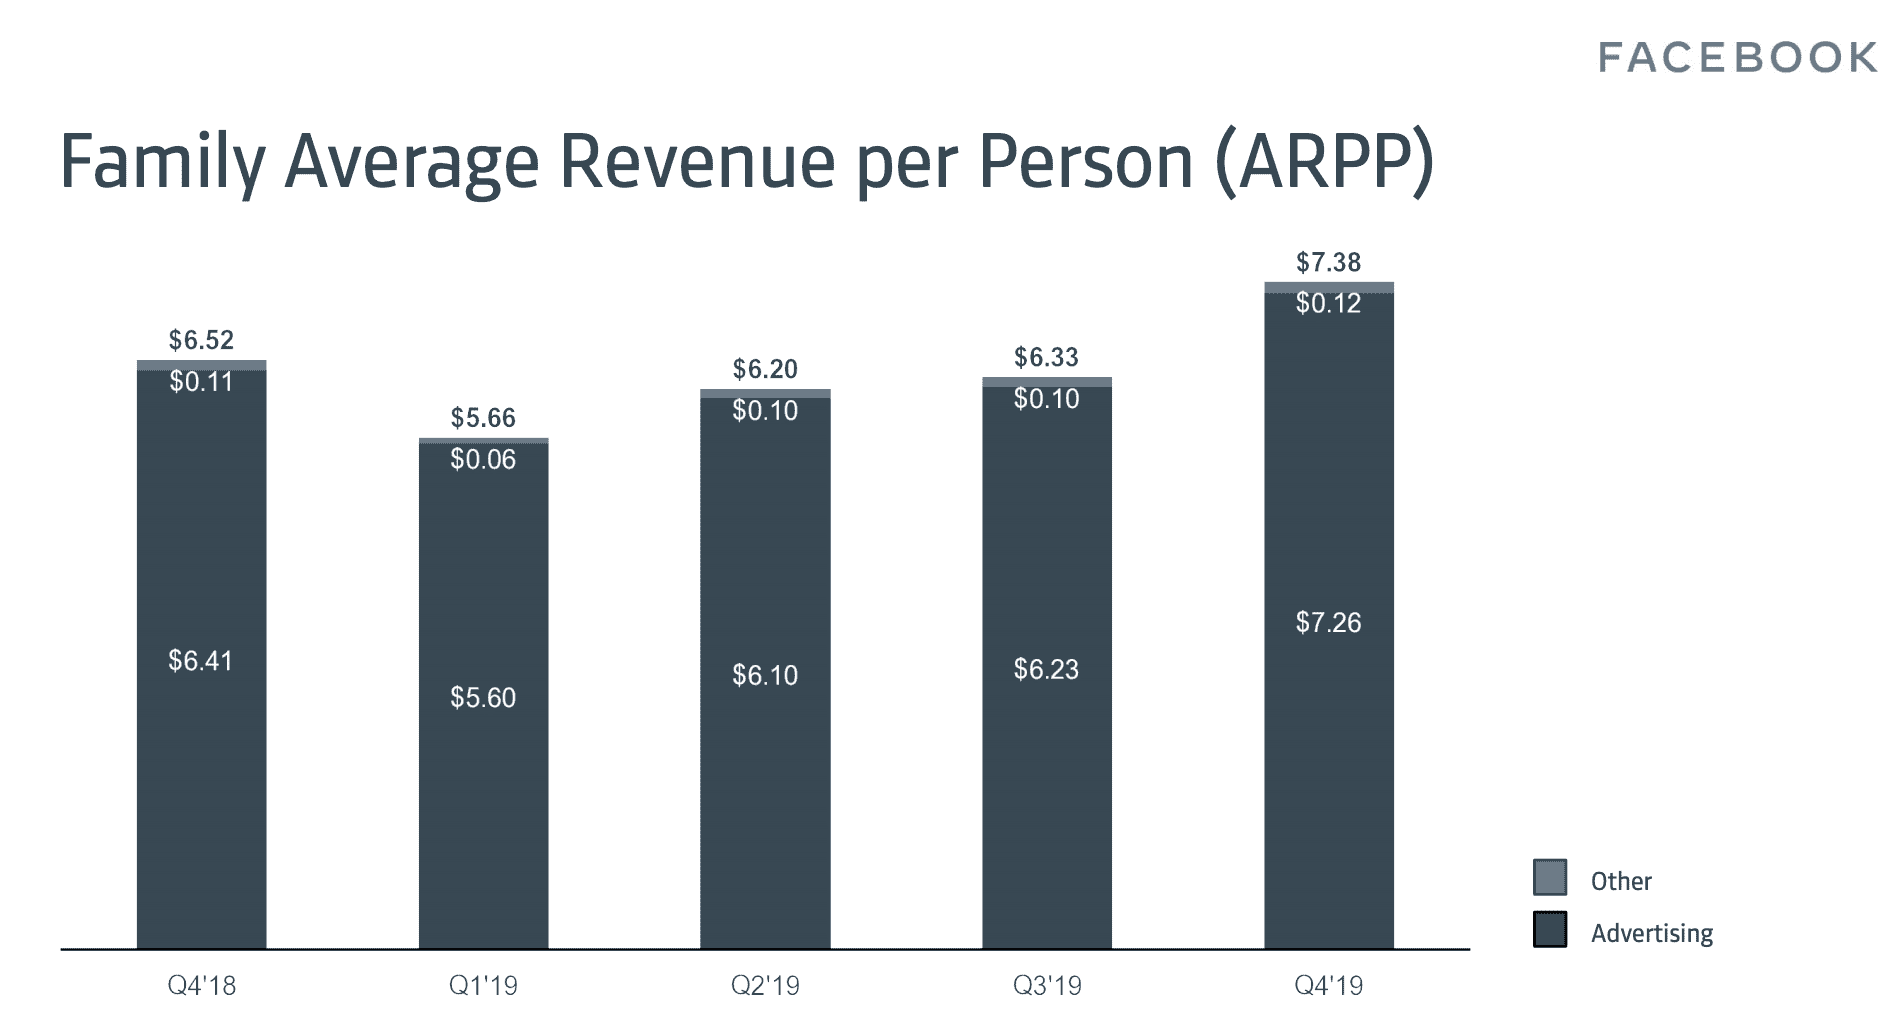 FACEBOOK
Family Average Revenue per Person (ARPP)
$6.52
$0.11
$6.41
$5.66
$0.06
$5.60
$6.20
$0.10
$6.10
$6.33
$0.10
$6.23
$7.38
$0.12
$7.26
Q4'18
Q1'19
Q2'19
Q3'19
Q4'19
Other
Advertising